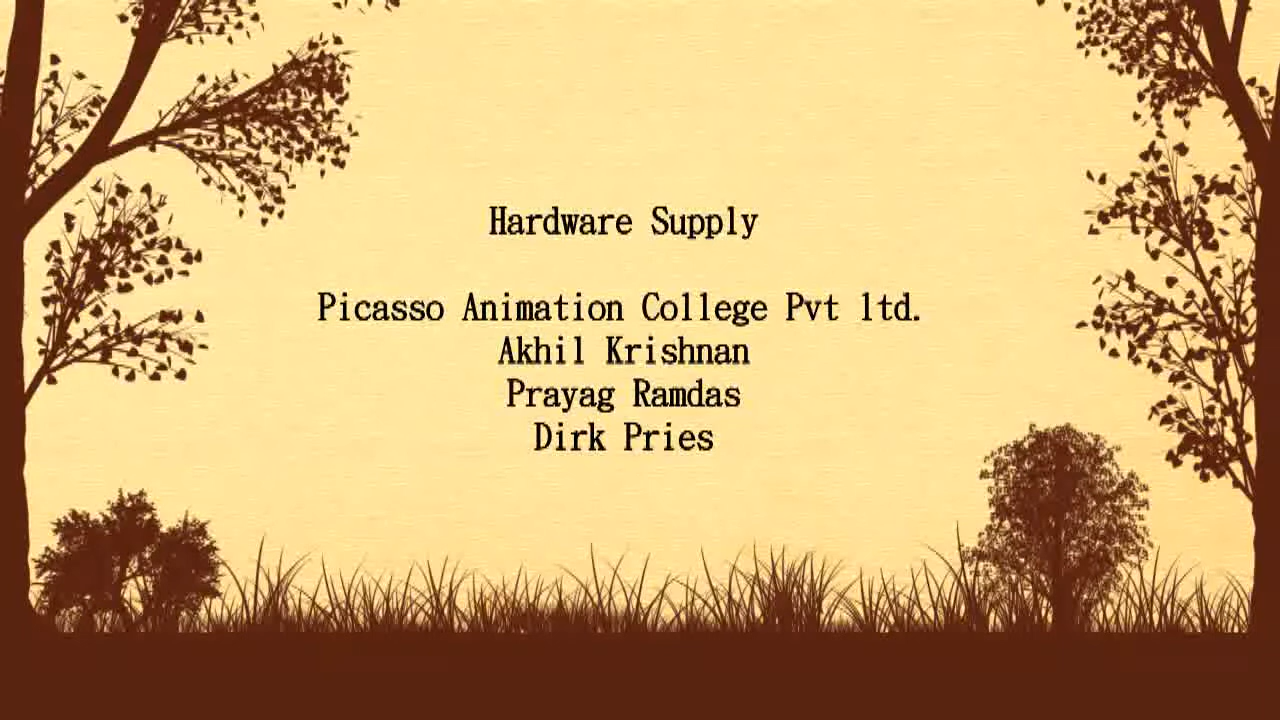 Hardware Supply
Picasso Animation College Pvt ltd.
Akhil Krishnan
Prayag Ramdas
Dirk Pries